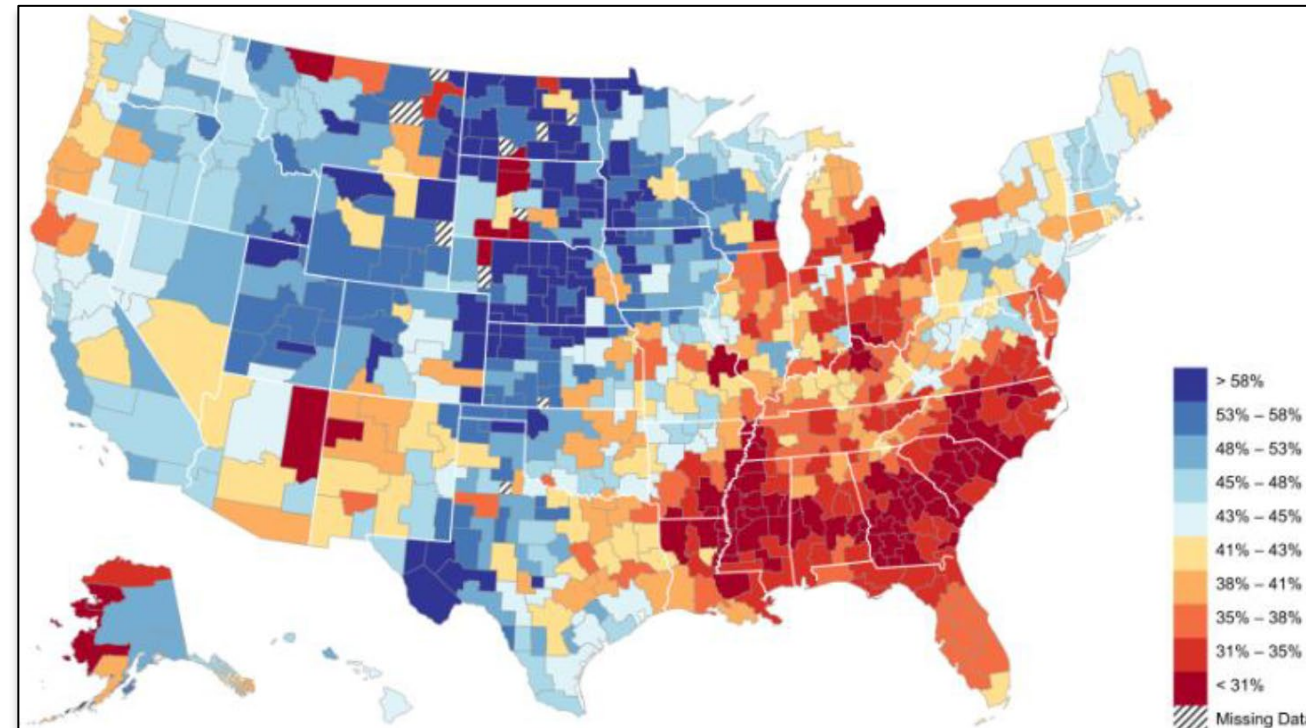 > 58%
53% – 58%
48% – 53%
45% – 48%
43% – 45%
41% – 43%
38% – 41%
35% – 38%
31% – 35%
< 31%
Missing Dat